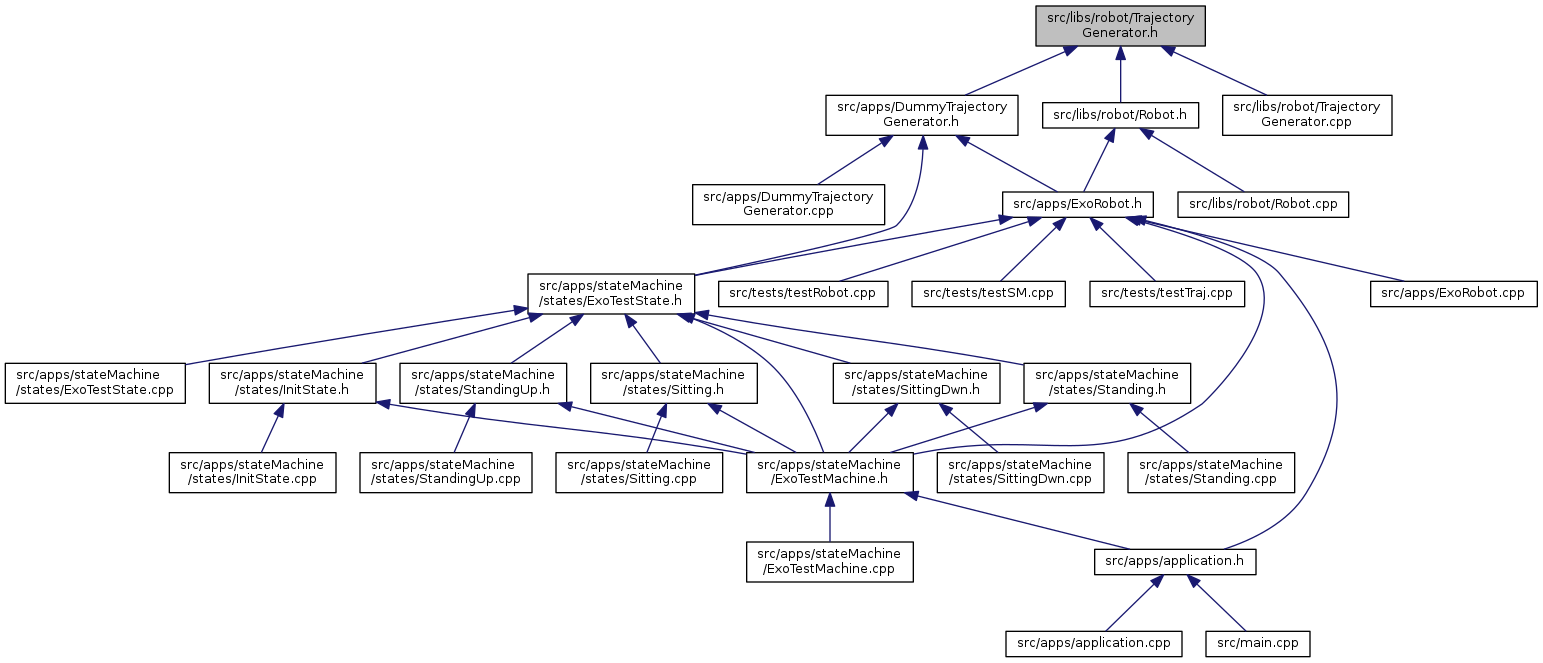 src/libs/robot/Trajectory
Generator.h
src/apps/DummyTrajectory
Generator.h
src/libs/robot/Robot.h
src/libs/robot/Trajectory
Generator.cpp
src/apps/DummyTrajectory
Generator.cpp
src/apps/ExoRobot.h
src/libs/robot/Robot.cpp
src/apps/stateMachine
/states/ExoTestState.h
src/tests/testRobot.cpp
src/tests/testSM.cpp
src/tests/testTraj.cpp
src/apps/ExoRobot.cpp
src/apps/stateMachine
/states/ExoTestState.cpp
src/apps/stateMachine
/states/InitState.h
src/apps/stateMachine
/states/StandingUp.h
src/apps/stateMachine
/states/Sitting.h
src/apps/stateMachine
/states/SittingDwn.h
src/apps/stateMachine
/states/Standing.h
src/apps/stateMachine
/states/InitState.cpp
src/apps/stateMachine
/states/StandingUp.cpp
src/apps/stateMachine
/states/Sitting.cpp
src/apps/stateMachine
/ExoTestMachine.h
src/apps/stateMachine
/states/SittingDwn.cpp
src/apps/stateMachine
/states/Standing.cpp
src/apps/stateMachine
/ExoTestMachine.cpp
src/apps/application.h
src/apps/application.cpp
src/main.cpp